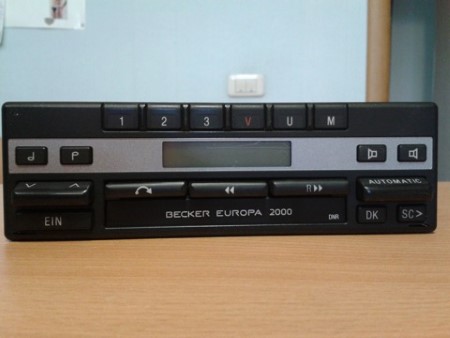 1 2 3 V U M
P
AUTOMATIC
EIN
BECKER EUROPA 2000
DNR
DK
SC>